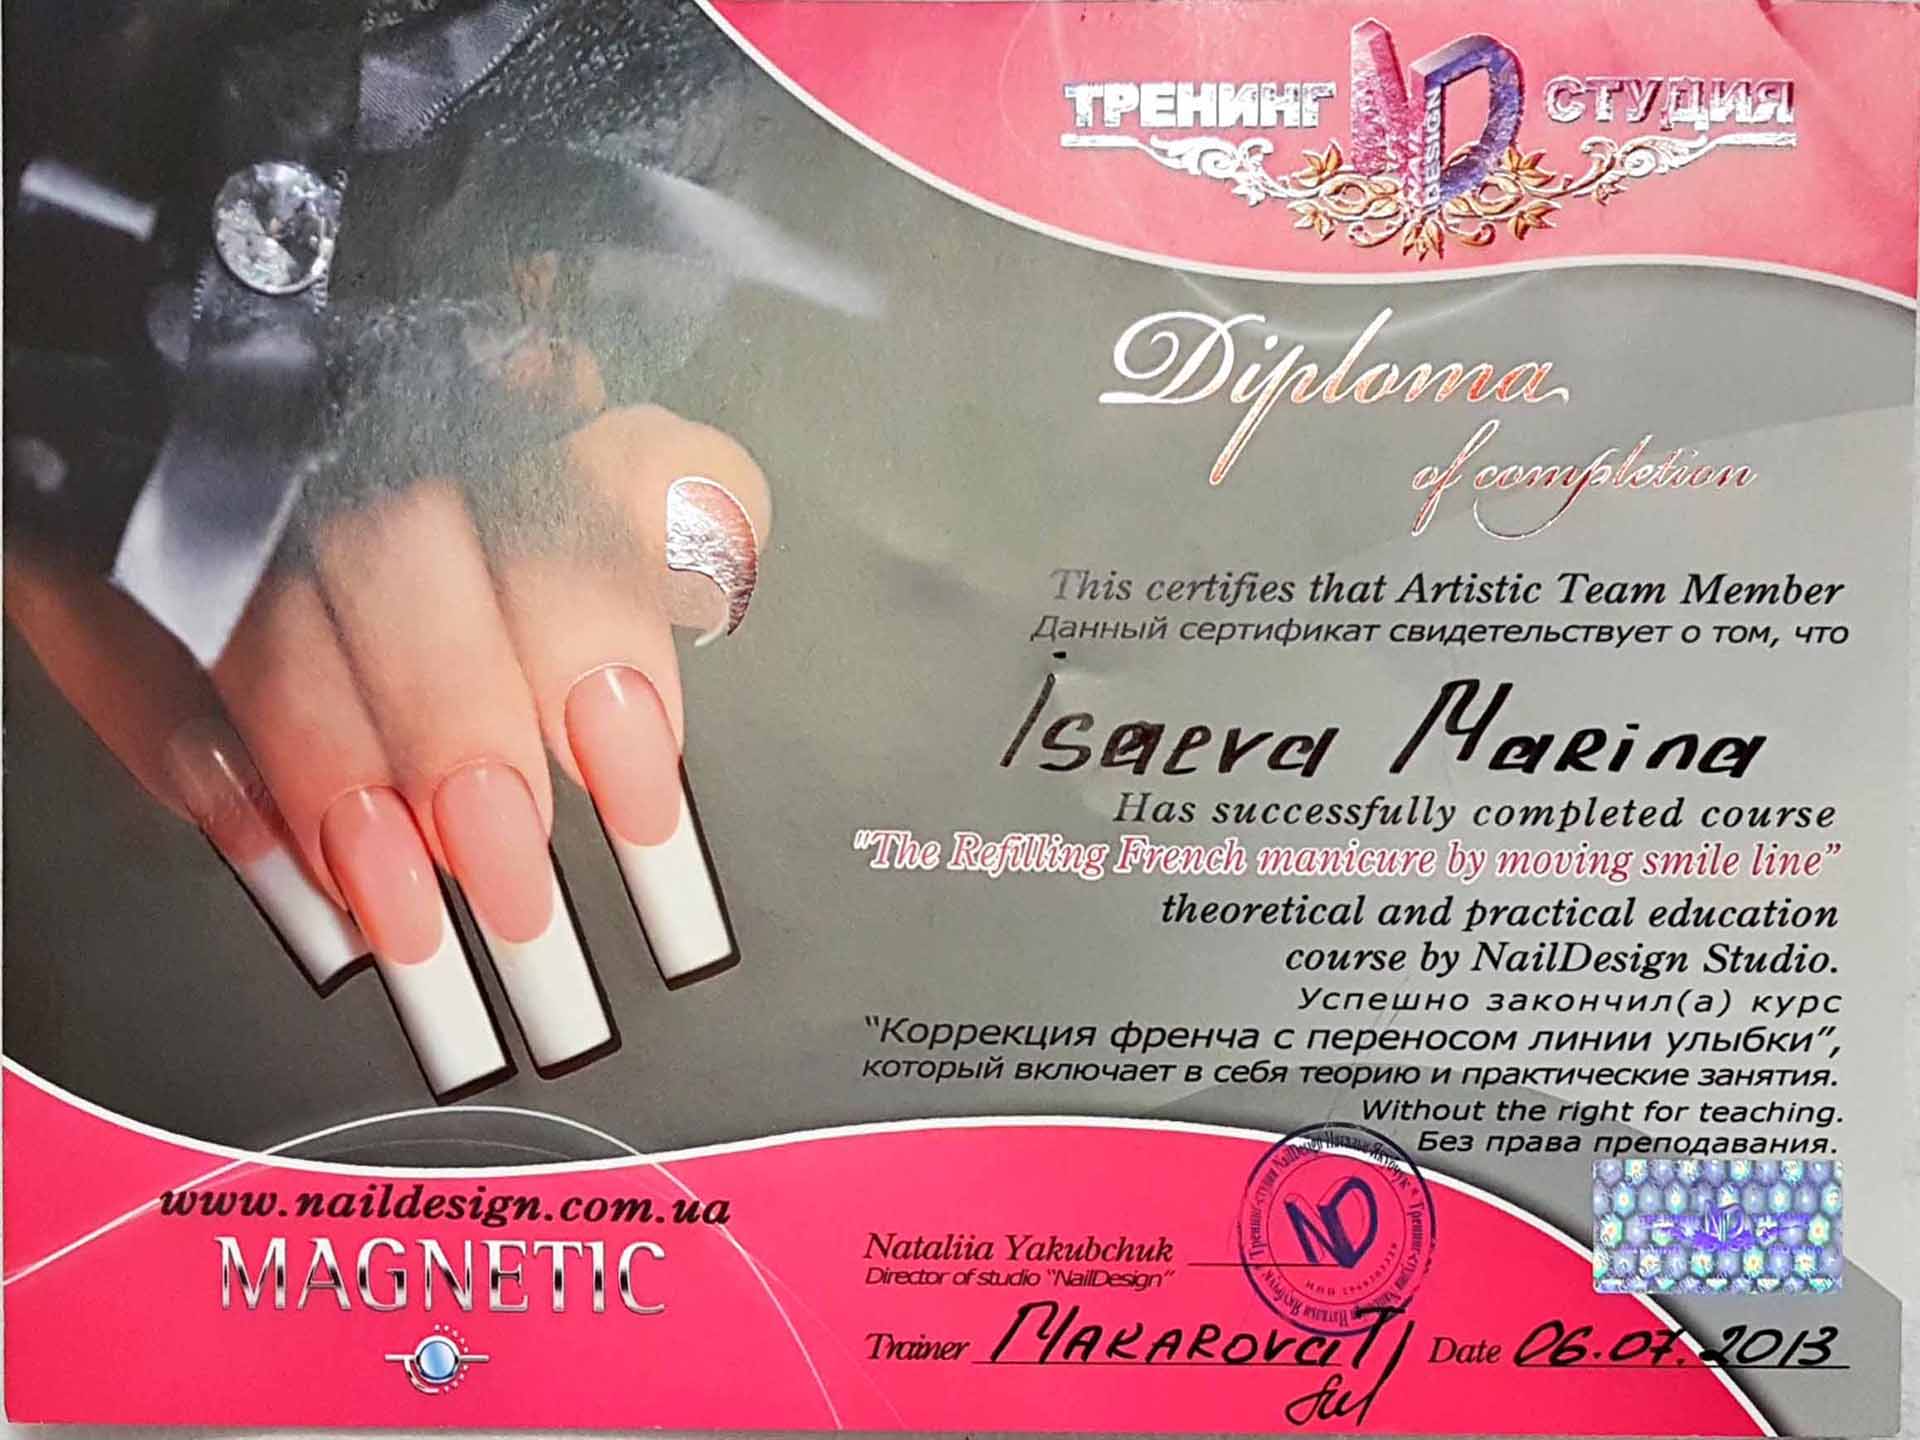 ТРЕНИНГ ND СТУДИЯ
NAIL DESIGN
Diploma
of completion
This certifies that Artistic Team Member
Данный сертификат свидетельствует о том, что
Isaeva Marina
Has successfully completed course
"The Refilling French manicure by moving smile line"
theoretical and practical education
course by NailDesign Studio.
Успешно закончил(а) курс
"Коррекция френча с переносом линии улыбки",
который включает в себя теорию и практические занятия.
Without the right for teaching.
Без права преподавания.
www.naildesign.com.ua
MAGNETIC
Nataliia Yakubchuk
Director of studio "NailDesign"
ND
Trainer Makarova T Date 06.07.2013